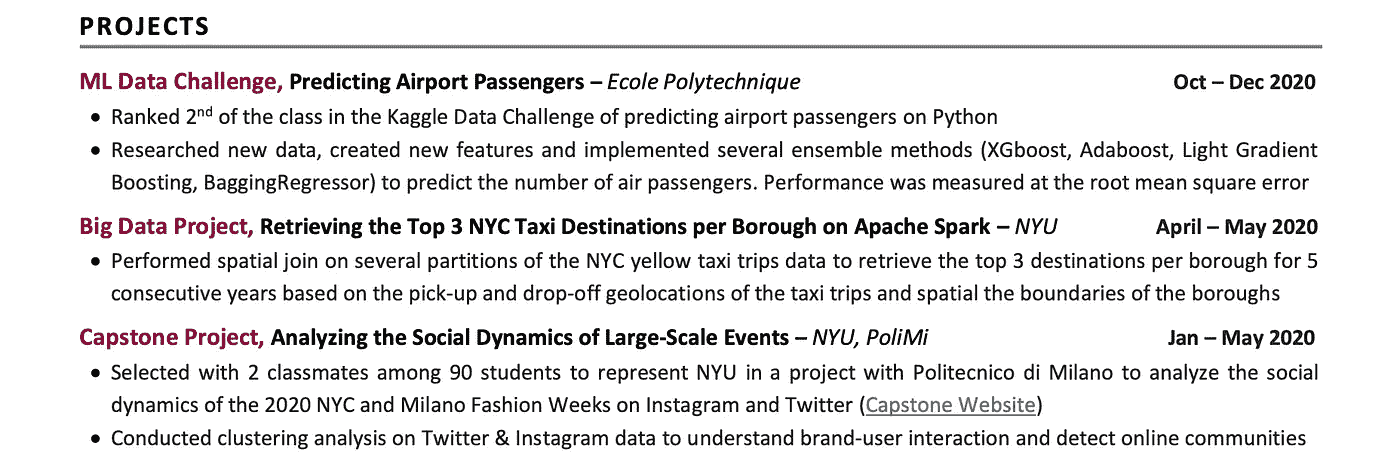 PROJECTS
ML Data Challenge, Predicting Airport Passengers – Ecole Polytechnique Oct – Dec 2020
• Ranked 2nd of the class in the Kaggle Data Challenge of predicting airport passengers on Python
• Researched new data, created new features and implemented several ensemble methods (XGboost, Adaboost, Light Gradient
Boosting, BaggingRegressor) to predict the number of air passengers. Performance was measured at the root mean square error
Big Data Project, Retrieving the Top 3 NYC Taxi Destinations per Borough on Apache Spark – NYU April – May 2020
• Performed spatial join on several partitions of the NYC yellow taxi trips data to retrieve the top 3 destinations per borough for 5
consecutive years based on the pick-up and drop-off geolocations of the taxi trips and spatial the boundaries of the boroughs
Capstone Project, Analyzing the Social Dynamics of Large-Scale Events – NYU, PoliMi Jan – May 2020
• Selected with 2 classmates among 90 students to represent NYU in a project with Politecnico di Milano to analyze the social
dynamics of the 2020 NYC and Milano Fashion Weeks on Instagram and Twitter (Capstone Website)
• Conducted clustering analysis on Twitter & Instagram data to understand brand-user interaction and detect online communities